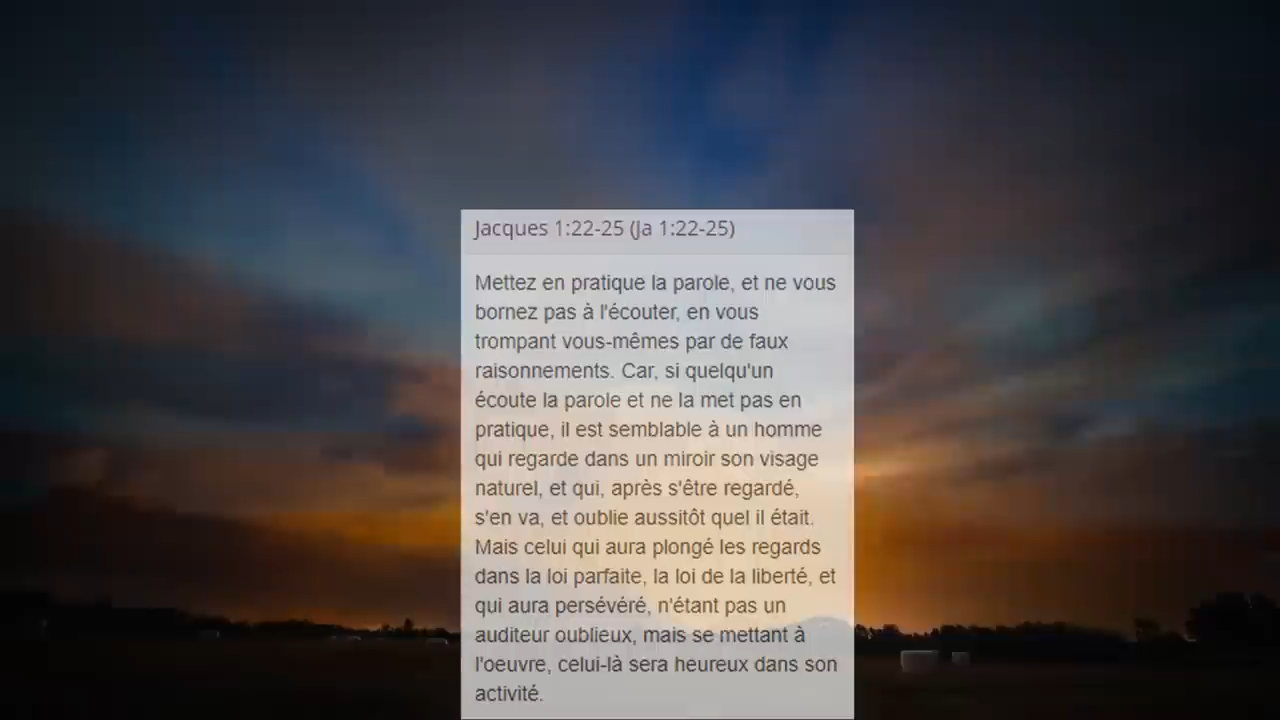 Jacques 1:22-25 (Ja 1:22-25)
Mettez en pratique la parole, et ne vous
bornez pas à l'écouter, en vous
trompant vous-mêmes par de faux
raisonnements. Car, si quelqu'un
écoute la parole et ne la met pas en
pratique, il est semblable à un homme
qui regarde dans un miroir son visage
naturel, et qui, après s'être regardé,
s'en va, et oublie aussitôt quel il était.
Mais celui qui aura plongé les regards
dans la loi parfaite, la loi de la liberté, et
qui aura persévéré, n'étant pas un
auditeur oublieux, mais se mettant à
l'oeuvre, celui-là sera heureux dans son
activité.